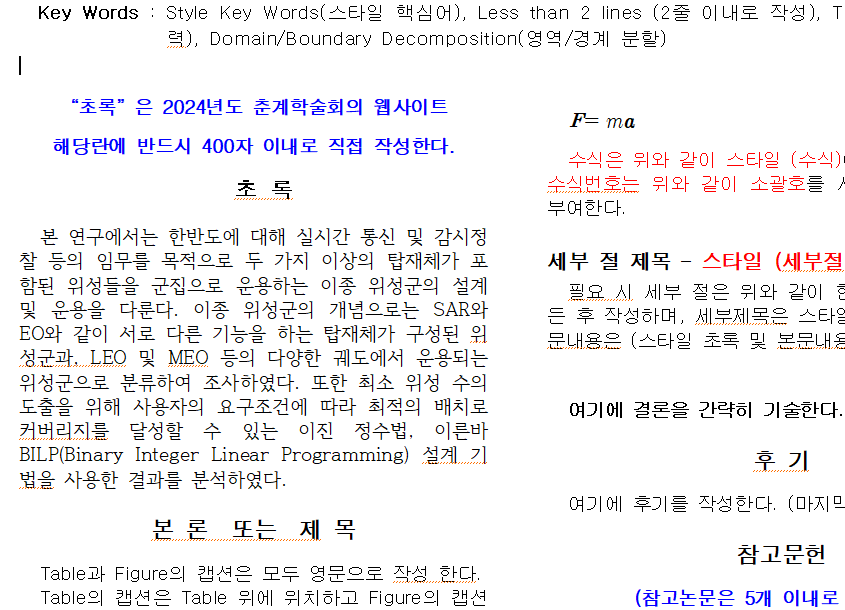 Key Words : Style Key Words(스타일 핵심어), Less than 2 lines (2줄 이내로 작성), T
력), Domain/Boundary Decomposition(영역/경계 분할)
“초록” 은 2024년도 춘계학술회의 웹사이트
해당란에 반드시 400자 이내로 직접 작성한다.
초 록
본 연구에서는 한반도에 대해 실시간 통신 및 감시정
찰 등의 임무를 목적으로 두 가지 이상의 탑재체가 포
함된 위성들을 군집으로 운용하는 이종 위성군의 설계
및 운용을 다룬다. 이종 위성군의 개념으로는 SAR와
EO와 같이 서로 다른 기능을 하는 탑재체가 구성된 위
성군과, LEO 및 MEO 등의 다양한 궤도에서 운용되는
위성군으로 분류하여 조사하였다. 또한 최소 위성 수의
도출을 위해 사용자의 요구조건에 따라 최적의 배치로
커버리지를 달성할 수 있는 이진 정수법, 이른바
BILP(Binary Integer Linear Programming) 설계 기
법을 사용한 결과를 분석하였다.
본 론 또는 제 목
Table과 Figure의 캡션은 모두 영문으로 작성 한다.
Table의 캡션은 Table 위에 위치하고 Figure의 캡션
F= ma
수식은 위와 같이 스타일 (수식)
수식번호는 위와 같이 소괄호를
부여한다.
세부 절 제목 - 스타일 (세부절
필요 시 세부 절은 위와 같이 한
든 후 작성하며, 세부제목은 스타일
문내용은 (스타일 초록 및 본문내용
여기에 결론을 간략히 기술한다.
후 기
여기에 후기를 작성한다. (마지막
참고문헌
(참고논문은 5개 이내로